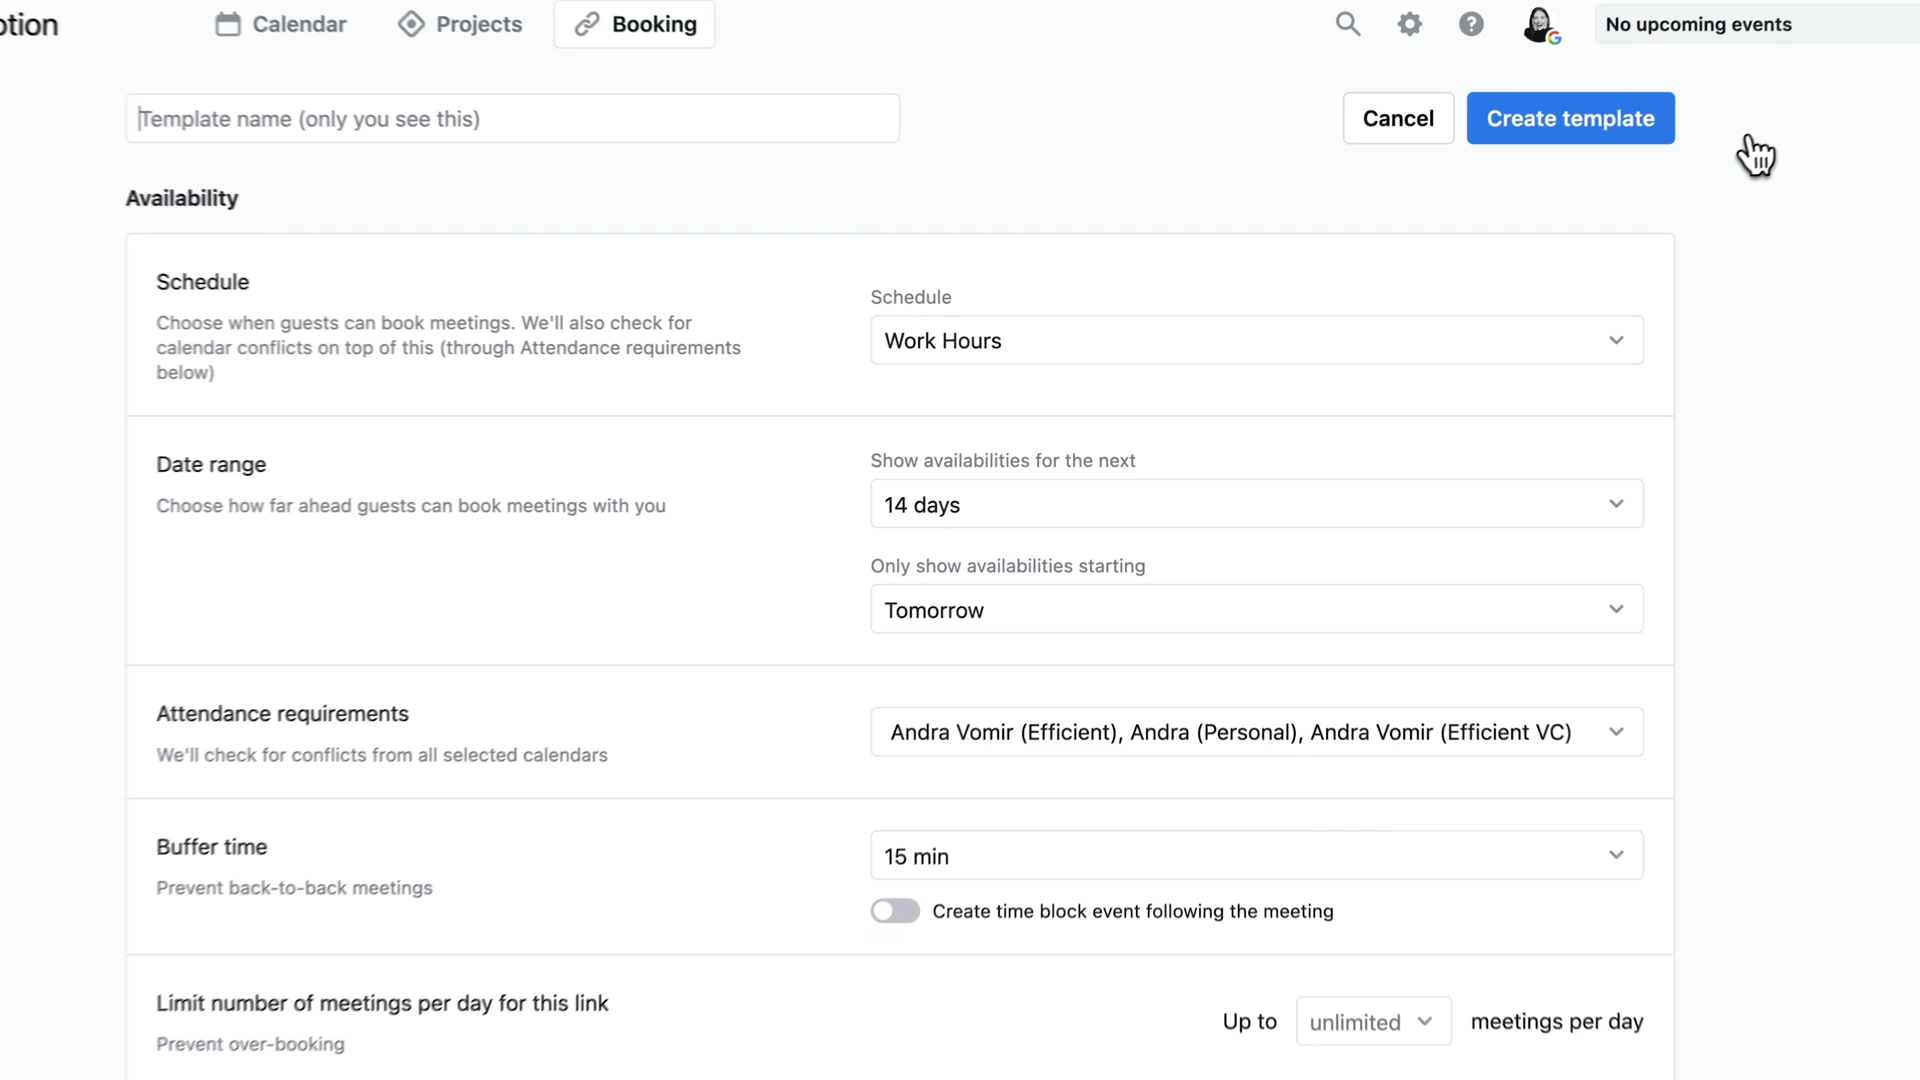 otion
Calendar
Projects
Booking
No upcoming events
Template name (only you see this)
Cancel
Create template
Availability
Schedule
Choose when guests can book meetings. We'll also check for
calendar conflicts on top of this (through Attendance requirements
below)
Schedule
Work Hours
Date range
Choose how far ahead guests can book meetings with you
Show availabilities for the next
14 days
Only show availabilities starting
Tomorrow
Attendance requirements
We'll check for conflicts from all selected calendars
Andra Vomir (Efficient), Andra (Personal), Andra Vomir (Efficient VC)
Buffer time
Prevent back-to-back meetings
15 min
Create time block event following the meeting
Limit number of meetings per day for this link
Prevent over-booking
Up to unlimited meetings per day